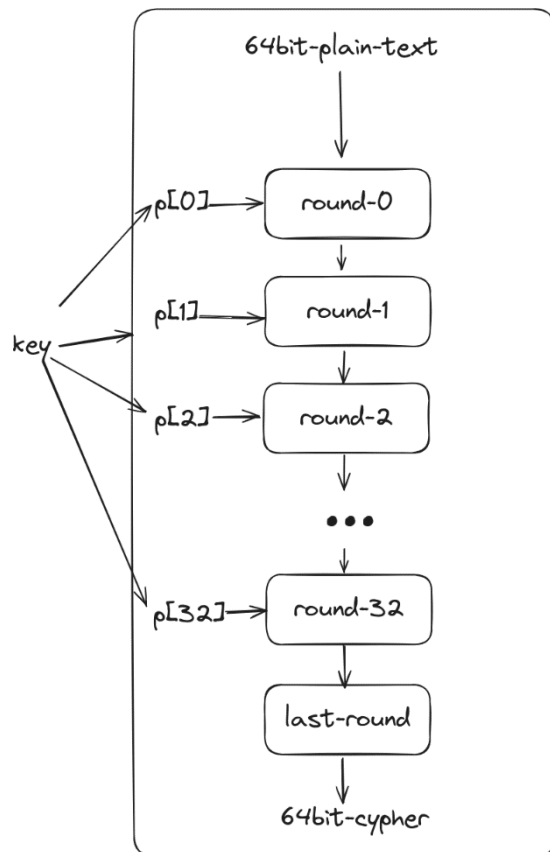 64bit-plain-text
p[0] round-0
p[1] round-1
key
p[2] round-2
p[32] round-32
last-round
64bit-cypher